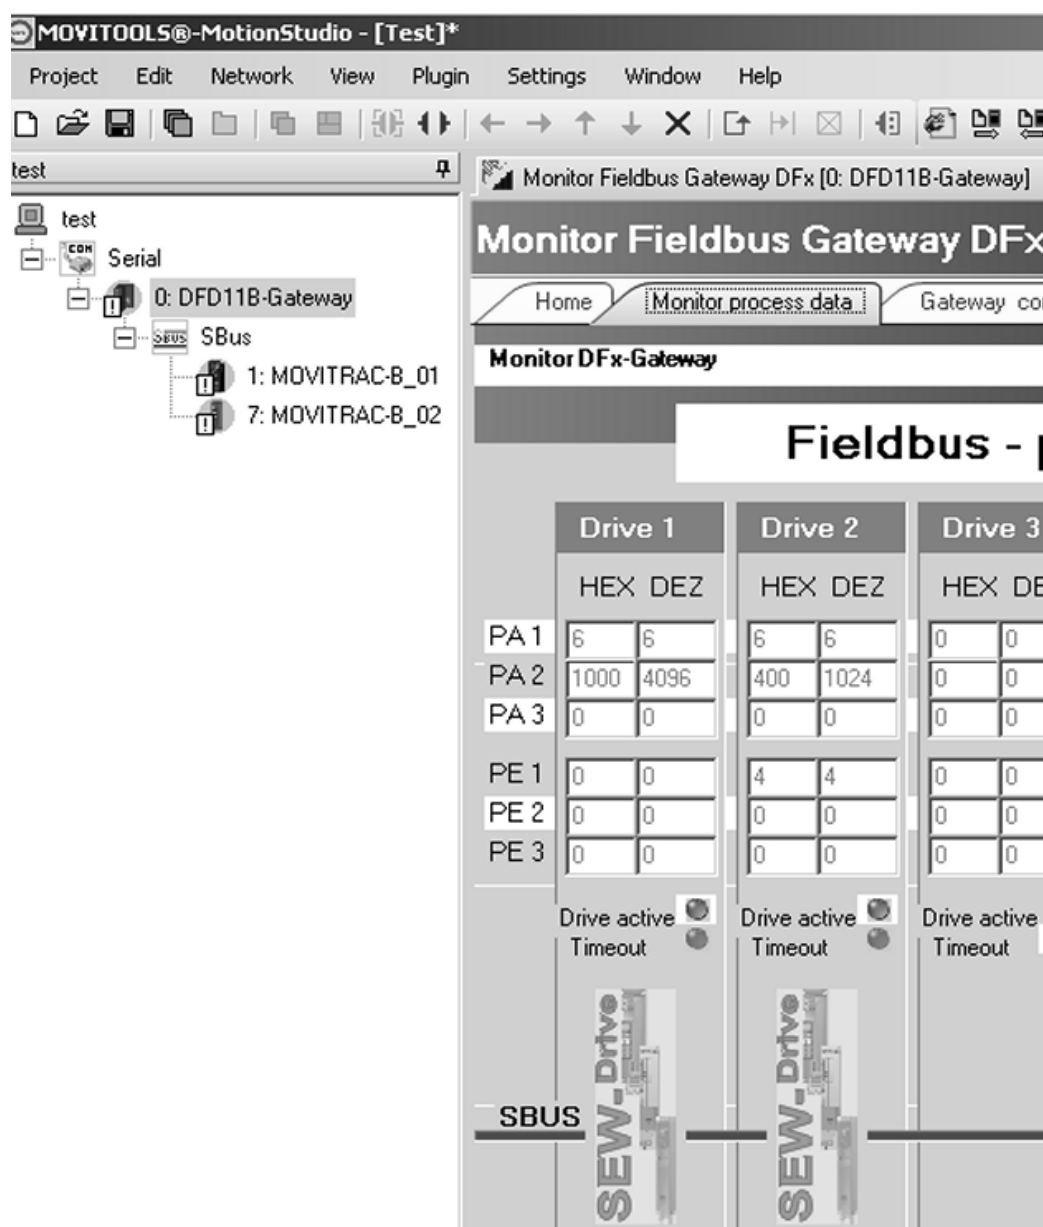 MOVITOOLS®-MotionStudio - [Test]*
Project Edit Network View Plugin Settings Window Help
test
Monitor Fieldbus Gateway DFx [0: DFD11B-Gateway]
test
COM
Serial
0: DFD11B-Gateway
SBUS SBus
1: MOVITRAC-B_01
7: MOVITRAC-B_02
Monitor Fieldbus Gateway DFx
Home Monitor process data Gateway co
Monitor DFx-Gateway
Fieldbus - p
Drive 1 Drive 2 Drive 3
HEX DEZ HEX DEZ HEX DE
PA 1 6 6 6 6 0 0
PA 2 1000 4096 400 1024 0 0
PA 3 0 0 0 0 0 0
PE 1 0 0 4 4 0 0
PE 2 0 0 0 0 0 0
PE 3 0 0 0 0 0 0
Drive active Drive active Drive active
Timeout Timeout Timeout
SEW-Drive SEW-Drive
SBUS